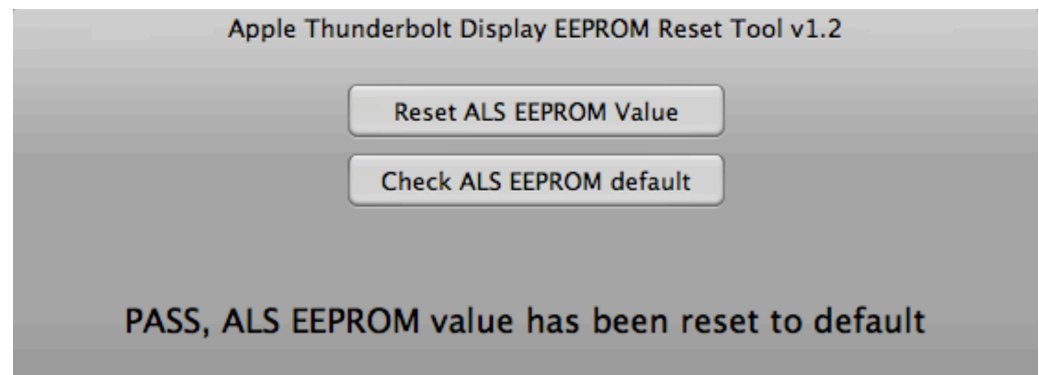 Apple Thunderbolt Display EEPROM Reset Tool v1.2
Reset ALS EEPROM Value
Check ALS EEPROM default
PASS, ALS EEPROM value has been reset to default